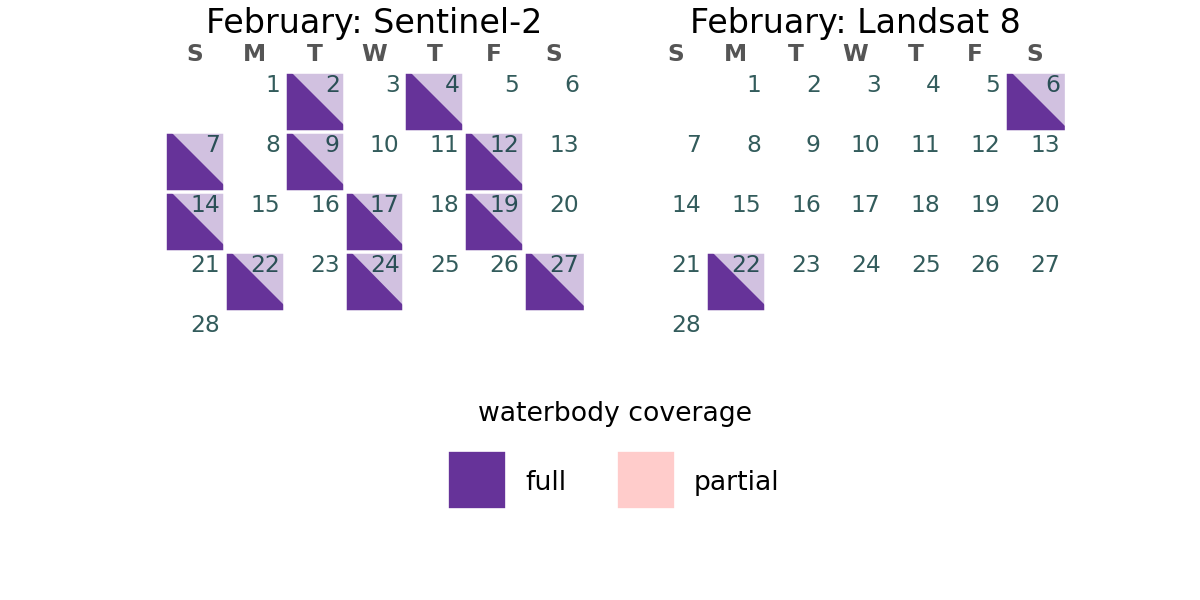 February: Sentinel-2
S M T W T F S
1 2 3 4 5 6
7 8 9 10 11 12 13
14 15 16 17 18 19 20
21 22 23 24 25 26 27
28
February: Landsat 8
S M T W T F S
1 2 3 4 5 6
7 8 9 10 11 12 13
14 15 16 17 18 19 20
21 22 23 24 25 26 27
28
waterbody coverage
full partial